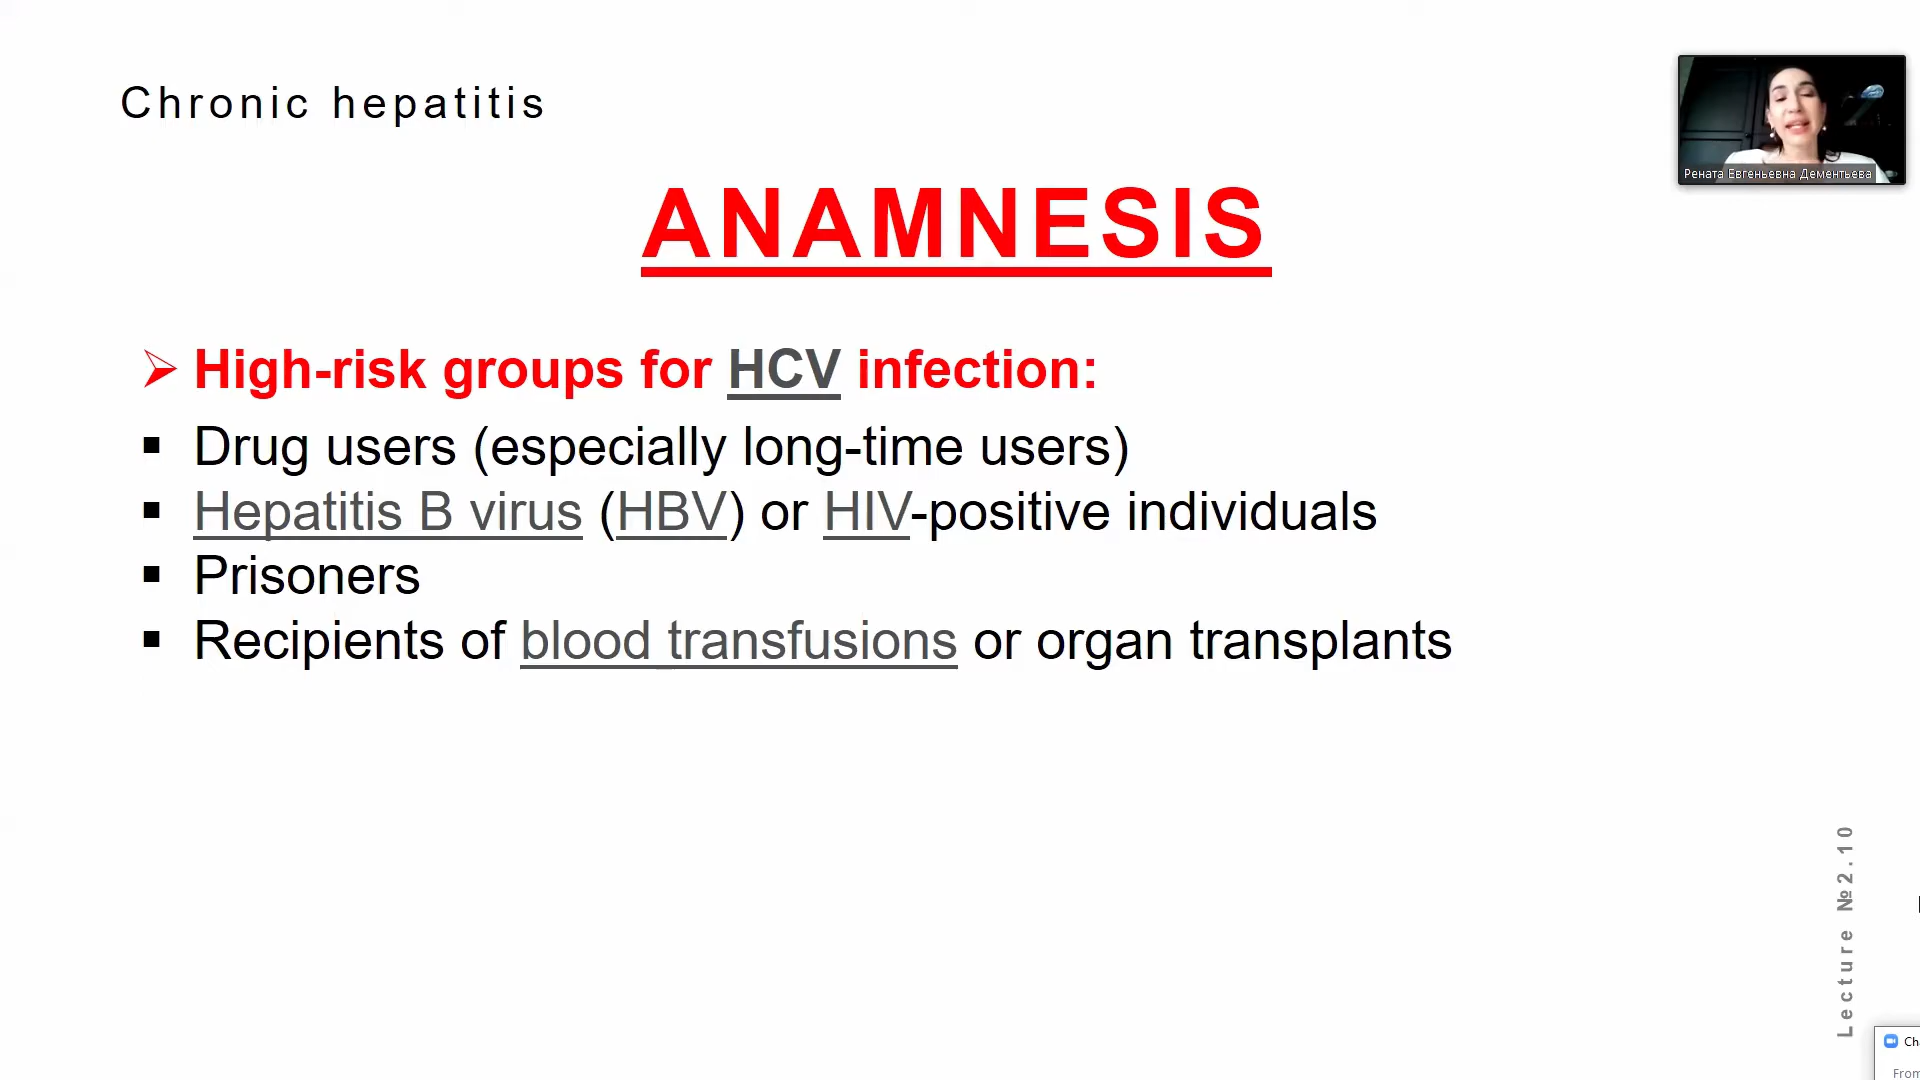 Chronic hepatitis
Рената Евгеньевна Дементьева
ANAMNESIS
High-risk groups for HCV infection:
Drug users (especially long-time users)
Hepatitis B virus (HBV) or HIV-positive individuals
Prisoners
Recipients of blood transfusions or organ transplants
Lecture №2.10
From